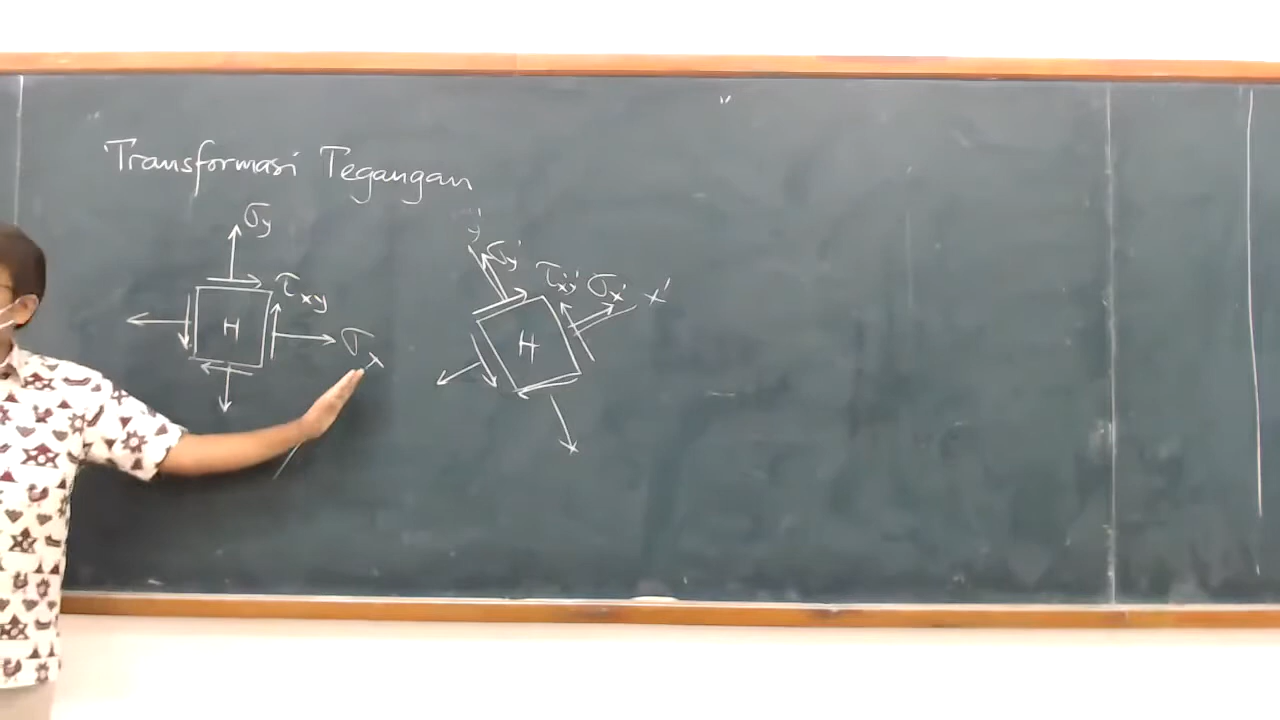 Transformasi Tegangan
σy
τxy
H
σx
y'
σy'
τx'y'
σx'
x'
H